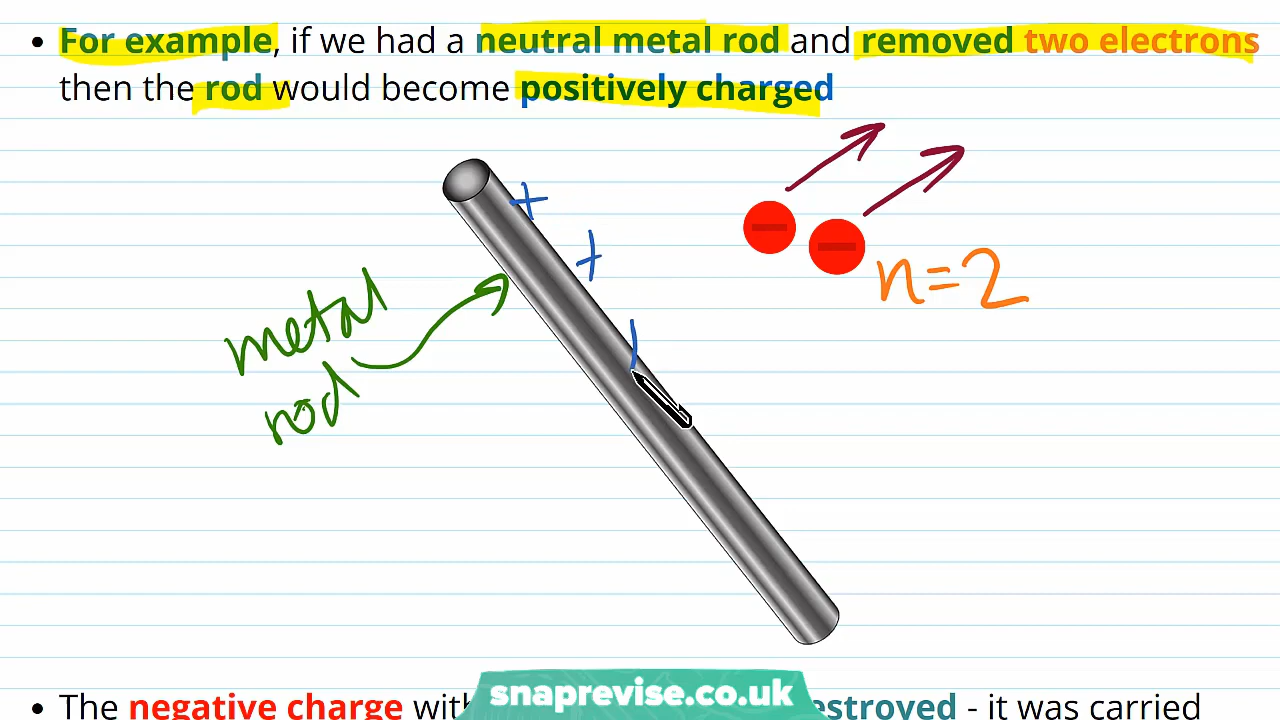 • For example, if we had a neutral metal rod and removed two electrons
then the rod would become positively charged
+
+
n=2
metal
rod
snaprevise.co.uk
• The negative charge estroyed - it was carried